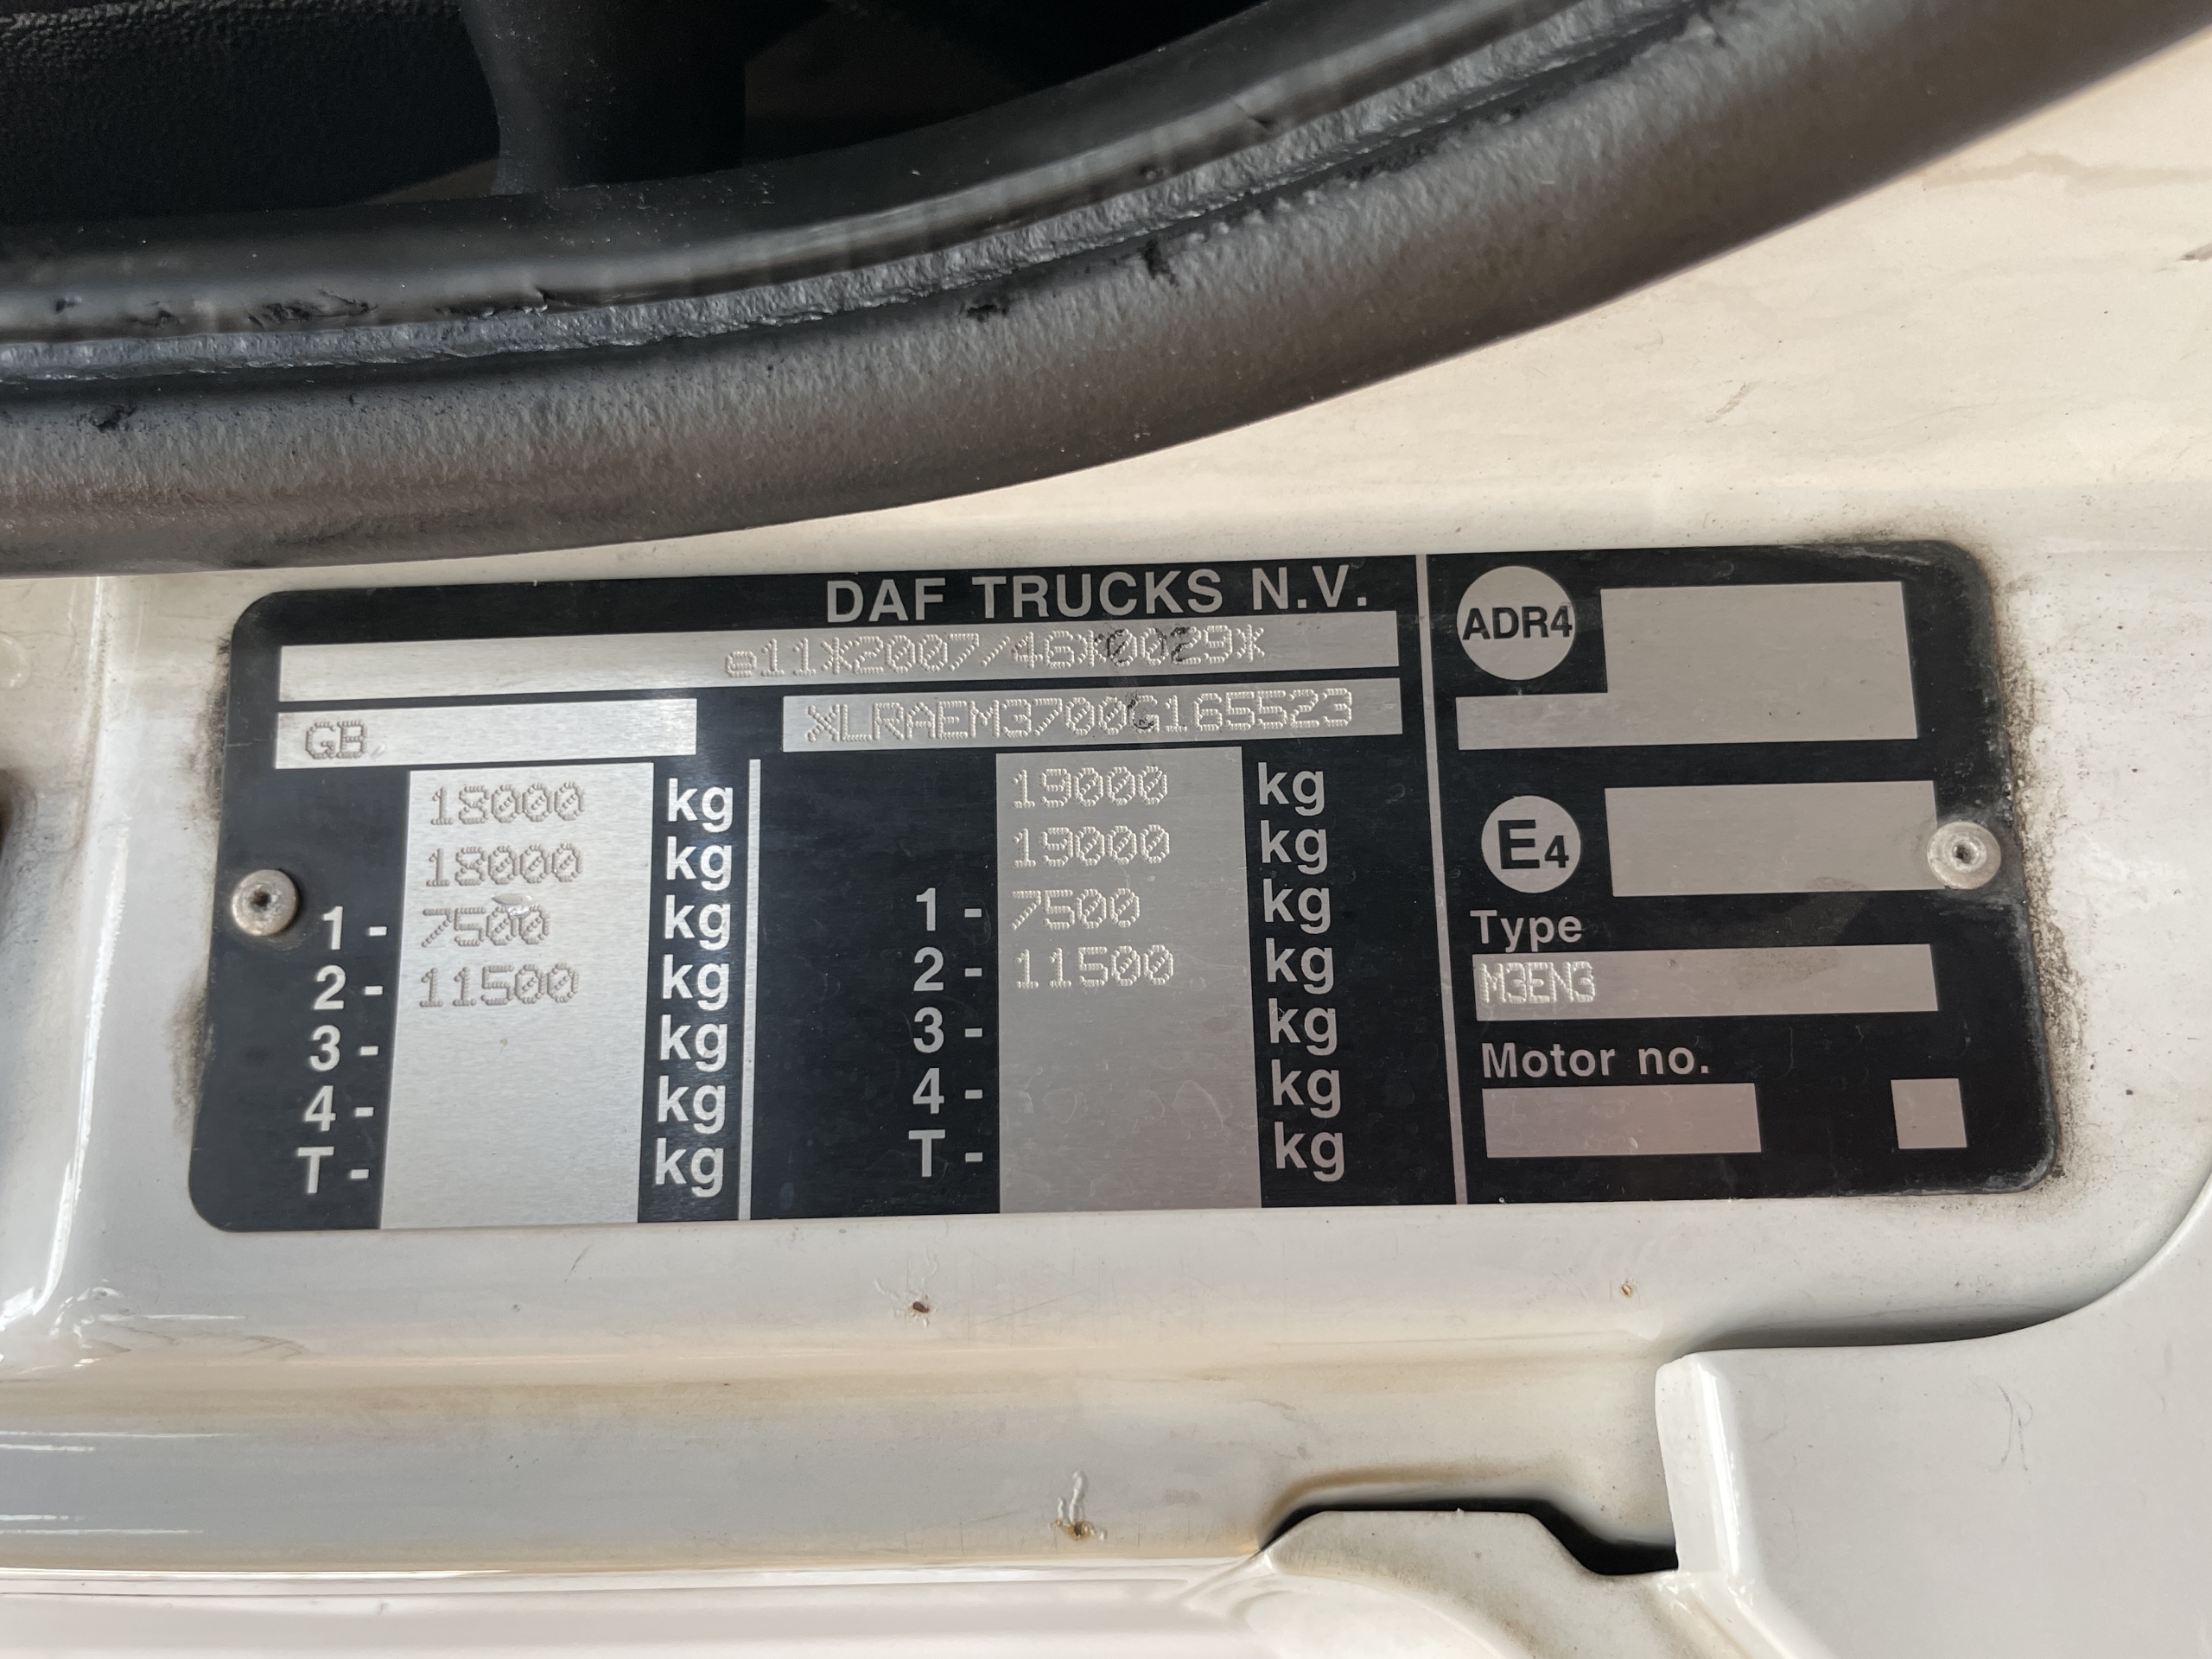 DAF TRUCKS N.V.
e11*2007/46*0029*
GB
XLRAEM3700G165523
18000 kg
18000 kg
1- 7500 kg
2- 11500 kg
3- kg
4- kg
T- kg
19000 kg
19000 kg
1- 7500 kg
2- 11500 kg
3- kg
4- kg
T- kg
ADR4
E4
Type
M3EN3
Motor no.